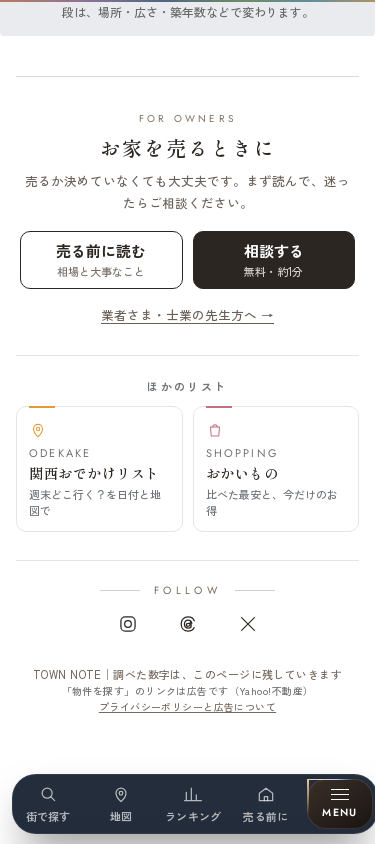 段は、場所・広さ・築年数などで変わります。
FOR OWNERS
お家を売るときに
売るか決めていなくても大丈夫です。まず読んで、迷っ
たらご相談ください。
売る前に読む
相場と大事なこと
相談する
無料・約1分
業者さま・士業の先生方へ →
ほかのリスト
ODEKAKE
関西おでかけリスト
週末どこ行く？を日付と地
図で
SHOPPING
おかいもの
比べた最安と、今だけのお
得
FOLLOW
TOWN NOTE｜調べた数字は、このページに残していきます
「物件を探す」のリンクは広告です（Yahoo!不動産）
プライバシーポリシーと広告について
街で探す
地図
ランキング
売る前に
MENU